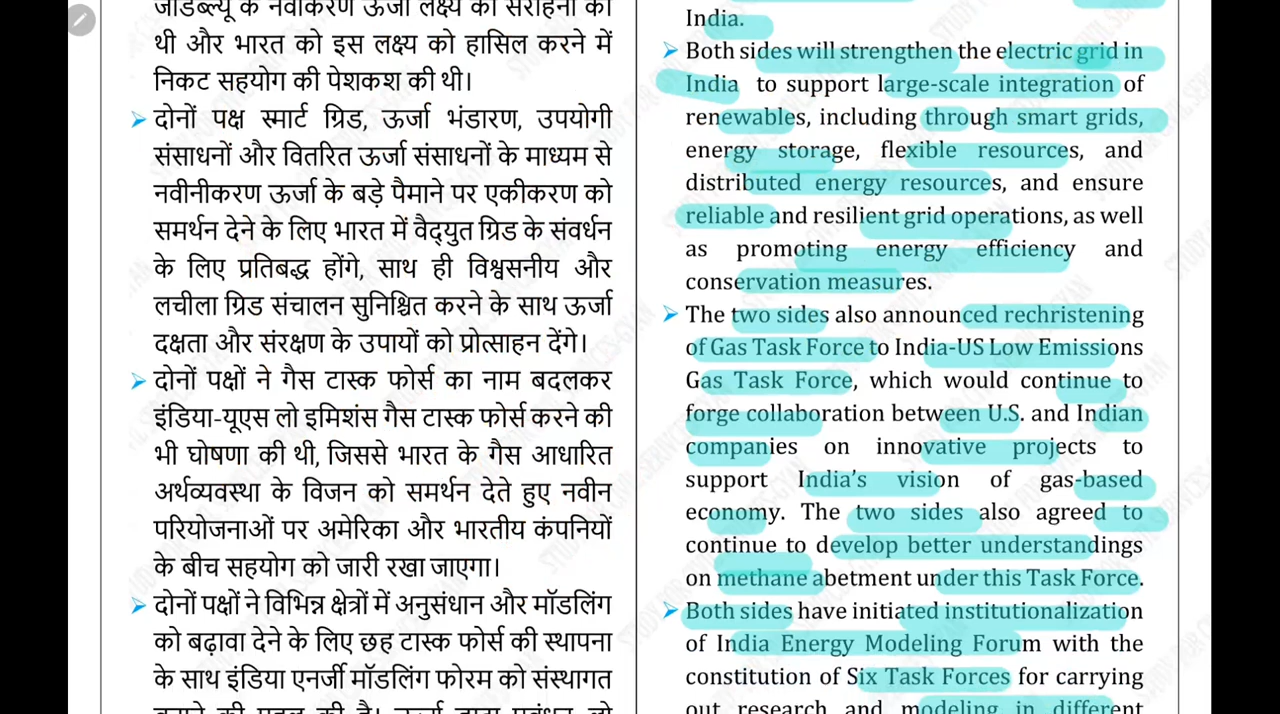 जीडब्ल्यू के नवीकरण ऊर्जा लक्ष्य की सराहना की
थी और भारत को इस लक्ष्य को हासिल करने में
निकट सहयोग की पेशकश की थी।
➢ दोनों पक्ष स्मार्ट ग्रिड, ऊर्जा भंडारण, उपयोगी
संसाधनों और वितरित ऊर्जा संसाधनों के माध्यम से
नवीनीकरण ऊर्जा के बड़े पैमाने पर एकीकरण को
समर्थन देने के लिए भारत में वैद्युत ग्रिड के संवर्धन
के लिए प्रतिबद्ध होंगे, साथ ही विश्वसनीय और
लचीला ग्रिड संचालन सुनिश्चित करने के साथ ऊर्जा
दक्षता और संरक्षण के उपायों को प्रोत्साहन देंगे।
➢ दोनों पक्षों ने गैस टास्क फोर्स का नाम बदलकर
इंडिया-यूएस लो इमिशंस गैस टास्क फोर्स करने की
भी घोषणा की थी, जिससे भारत के गैस आधारित
अर्थव्यवस्था के विजन को समर्थन देते हुए नवीन
परियोजनाओं पर अमेरिका और भारतीय कंपनियों
के बीच सहयोग को जारी रखा जाएगा।
➢ दोनों पक्षों ने विभिन्न क्षेत्रों में अनुसंधान और मॉडलिंग
को बढ़ावा देने के लिए छह टास्क फोर्स की स्थापना
के साथ इंडिया एनर्जी मॉडलिंग फोरम को संस्थागत
India.
➢ Both sides will strengthen the electric grid in
India to support large-scale integration of
renewables, including through smart grids,
energy storage, flexible resources, and
distributed energy resources, and ensure
reliable and resilient grid operations, as well
as promoting energy efficiency and
conservation measures.
➢ The two sides also announced rechristening
of Gas Task Force to India-US Low Emissions
Gas Task Force, which would continue to
forge collaboration between U.S. and Indian
companies on innovative projects to
support India’s vision of gas-based
economy. The two sides also agreed to
continue to develop better understandings
on methane abetment under this Task Force.
➢ Both sides have initiated institutionalization
of India Energy Modeling Forum with the
constitution of Six Task Forces for carrying
out research and modeling in different